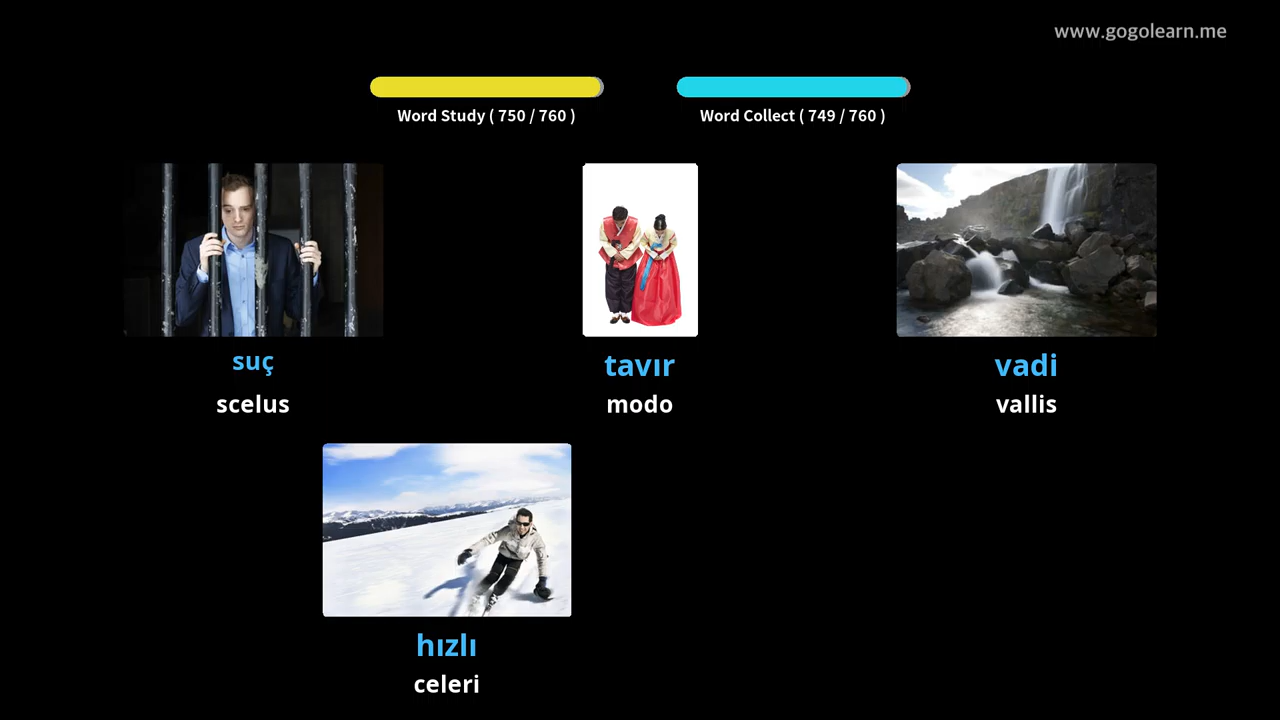 www.gogolearn.me
Word Study ( 750 / 760 )
Word Collect ( 749 / 760 )
suç
scelus
tavır
modo
vadi
vallis
hızlı
celeri